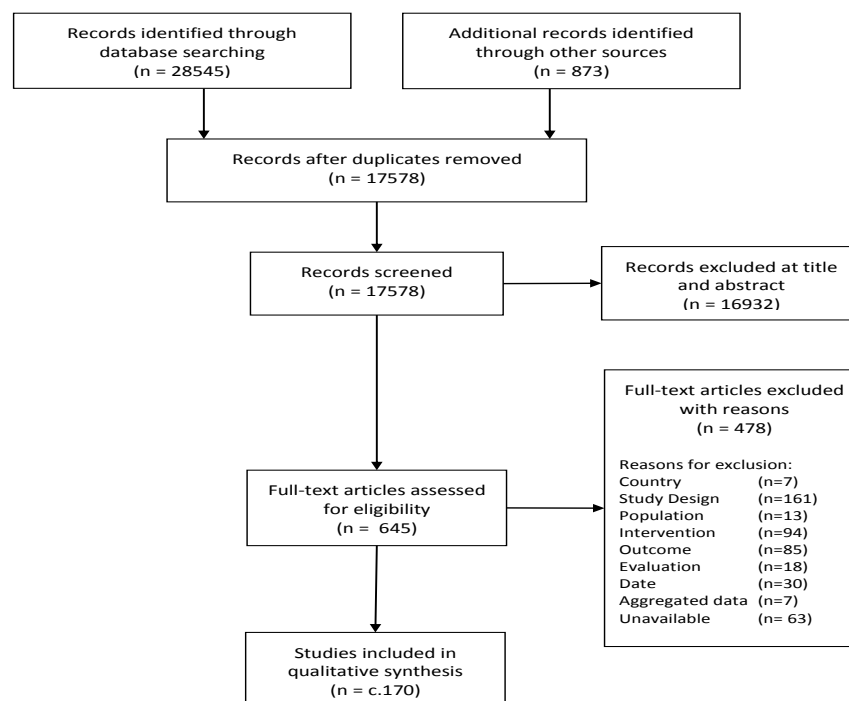 Records identified through
database searching
(n = 28545)
Additional records identified
through other sources
(n = 873)
Records after duplicates removed
(n = 17578)
Records screened
(n = 17578)
Records excluded at title
and abstract
(n = 16932)
Full-text articles excluded
with reasons
(n = 478)
Reasons for exclusion:
Country (n=7)
Study Design (n=161)
Population (n=13)
Intervention (n=94)
Outcome (n=85)
Evaluation (n=18)
Date (n=30)
Aggregated data (n=7)
Unavailable (n= 63)
Full-text articles assessed
for eligibility
(n = 645)
Studies included in
qualitative synthesis
(n = c.170)